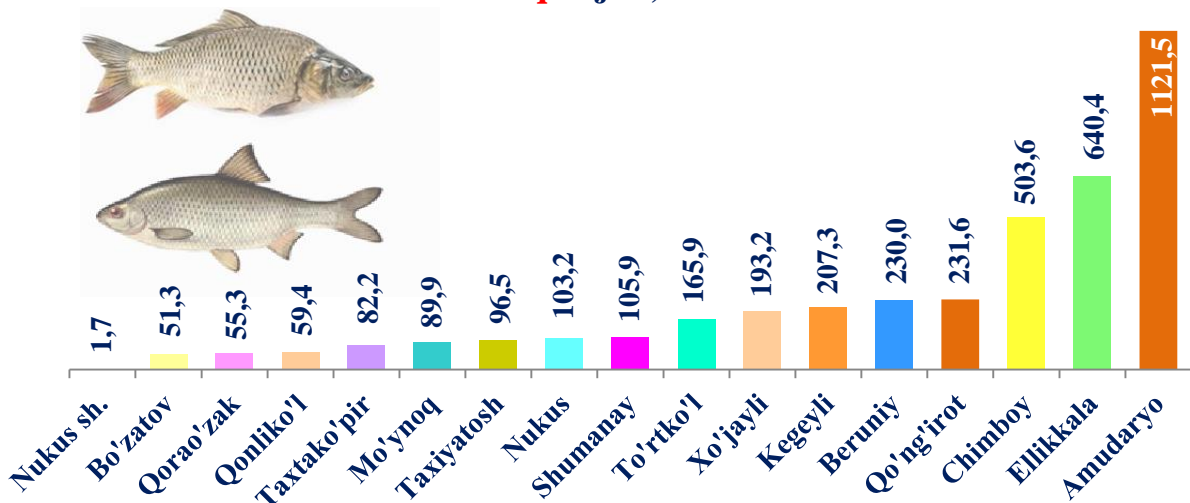 1,7
51,3
55,3
59,4
82,2
89,9
96,5
103,2
105,9
165,9
193,2
207,3
230,0
231,6
503,6
640,4
1121,5
Nukus sh.
Bo'zatov
Qorao'zak
Qonliko'l
Taxtako'pir
Mo'ynoq
Taxiyatosh
Nukus
Shumanay
To'rtko'l
Xo'jayli
Kegeyli
Beruniy
Qo'ng'irot
Chimboy
Ellikkala
Amudaryo